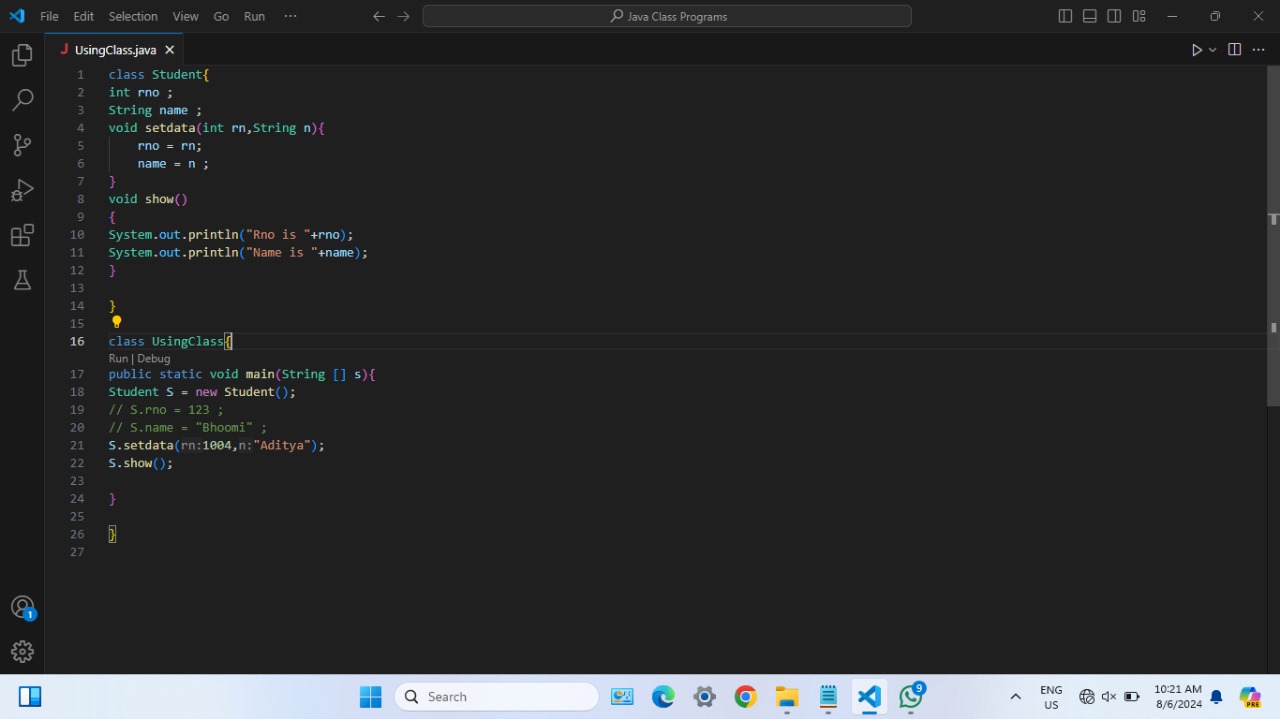 File Edit Selection View Go Run ··· Java Class Programs
J UsingClass.java
1 class Student{
2 int rno ;
3 String name ;
4 void setdata(int rn,String n){
5 rno = rn;
6 name = n ;
7 }
8 void show()
9 {
10 System.out.println("Rno is "+rno);
11 System.out.println("Name is "+name);
12 }
13
14 }
15
16 class UsingClass{
Run | Debug
17 public static void main(String [] s){
18 Student S = new Student();
19 // S.rno = 123 ;
20 // S.name = "Bhoomi" ;
21 S.setdata(rn:1004,n:"Aditya");
22 S.show();
23
24 }
25
26 }
27
1
Search 9 ENG US 10:21 AM 8/6/2024 PRE